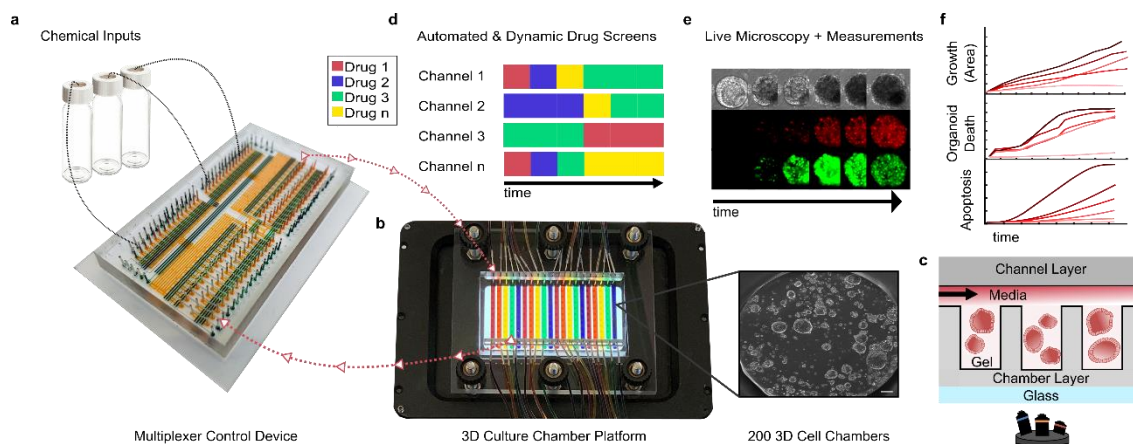 a
Chemical Inputs
Multiplexer Control Device
d
Automated & Dynamic Drug Screens
Drug 1
Drug 2
Drug 3
Drug n
Channel 1
Channel 2
Channel 3
Channel n
time
b
3D Culture Chamber Platform
200 3D Cell Chambers
e
Live Microscopy + Measurements
time
f
Growth
(Area)
Organoid
Death
Apoptosis
time
c
Channel Layer
Media
Gel
Chamber Layer
Glass